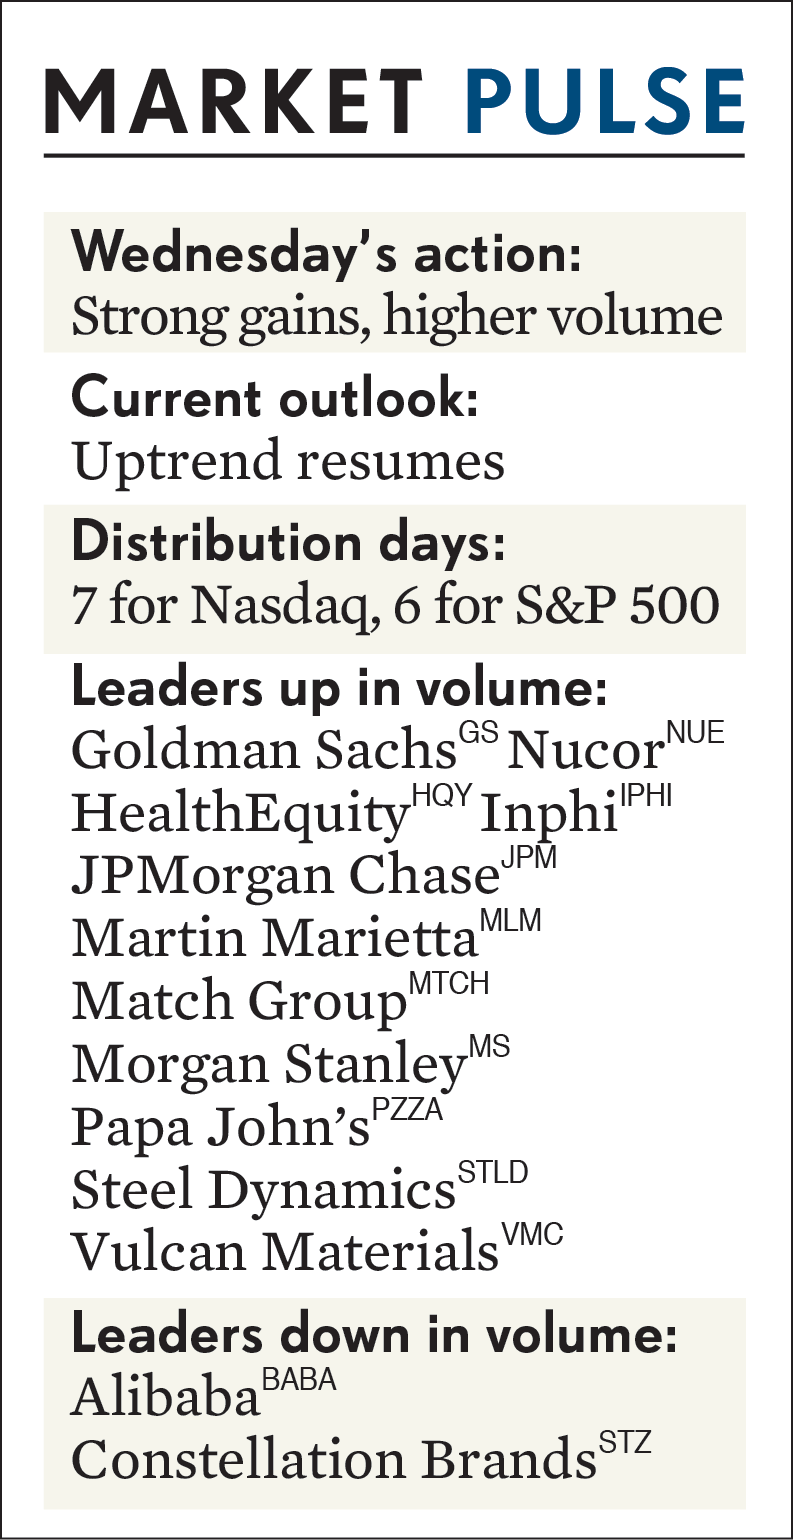 MARKET PULSE
Wednesday’s action:
Strong gains, higher volume
Current outlook:
Uptrend resumes
Distribution days:
7 for Nasdaq, 6 for S&P 500
Leaders up in volume:
Goldman Sachs GS Nucor NUE
HealthEquity HQY Inphi IPHI
JPMorgan Chase JPM
Martin Marietta MLM
Match Group MTCH
Morgan Stanley MS
Papa John’s PZZA
Steel Dynamics STLD
Vulcan Materials VMC
Leaders down in volume:
Alibaba BABA
Constellation Brands STZ